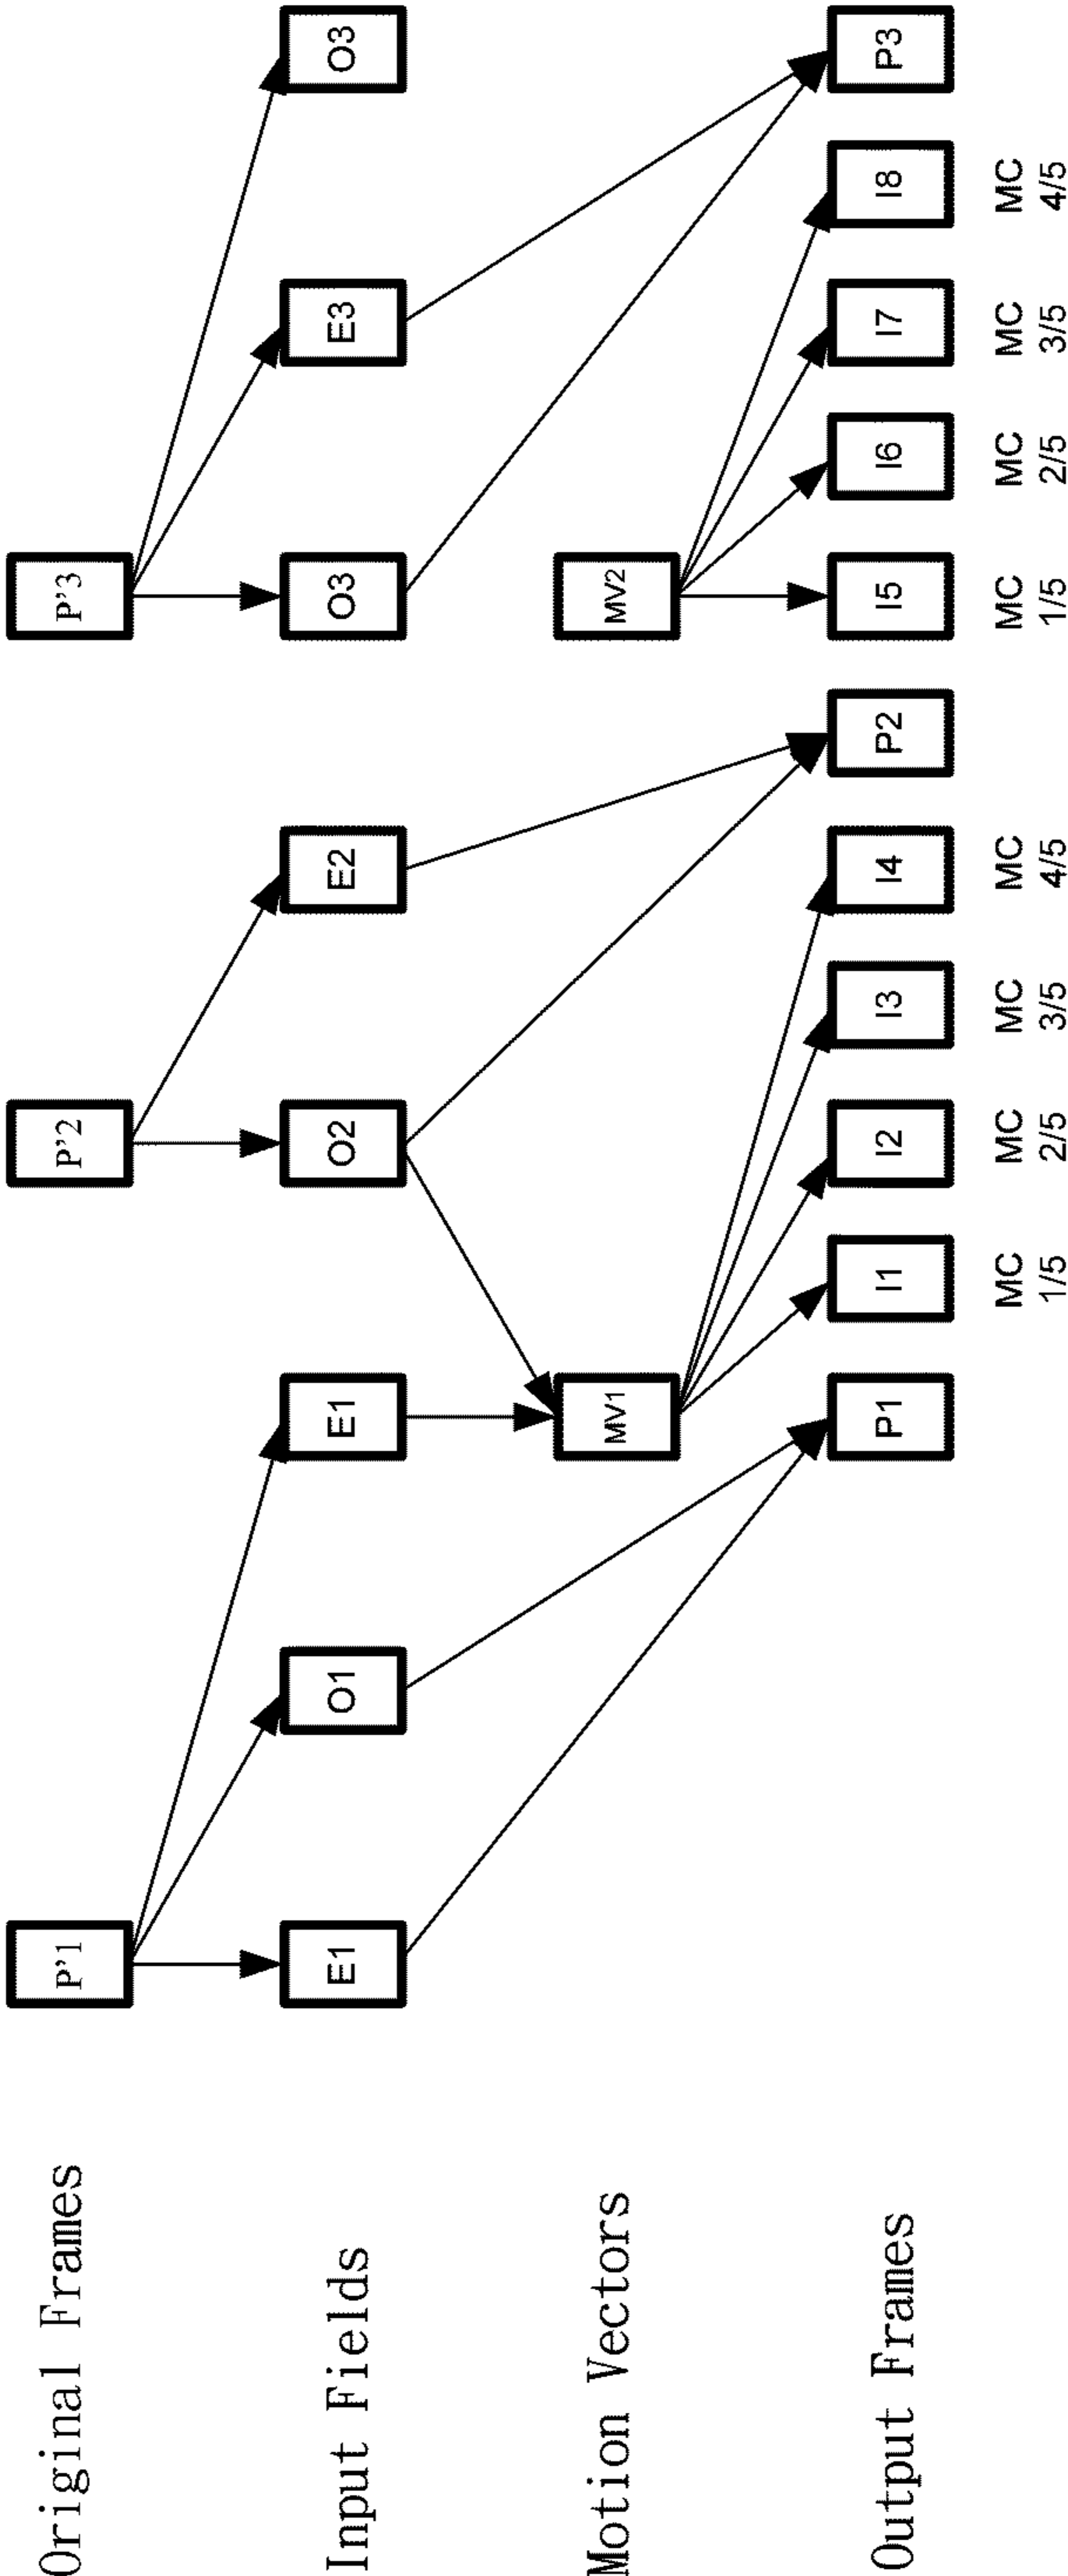 Original Frames
P'1
P'2
P'3
Input Fields
E1
O1
E1
O2
E2
O3
E3
O3
Motion Vectors
MV1
MV2
Output Frames
P1
I1
I2
I3
I4
P2
I5
I6
I7
I8
P3
MC
1/5
MC
2/5
MC
3/5
MC
4/5
MC
1/5
MC
2/5
MC
3/5
MC
4/5